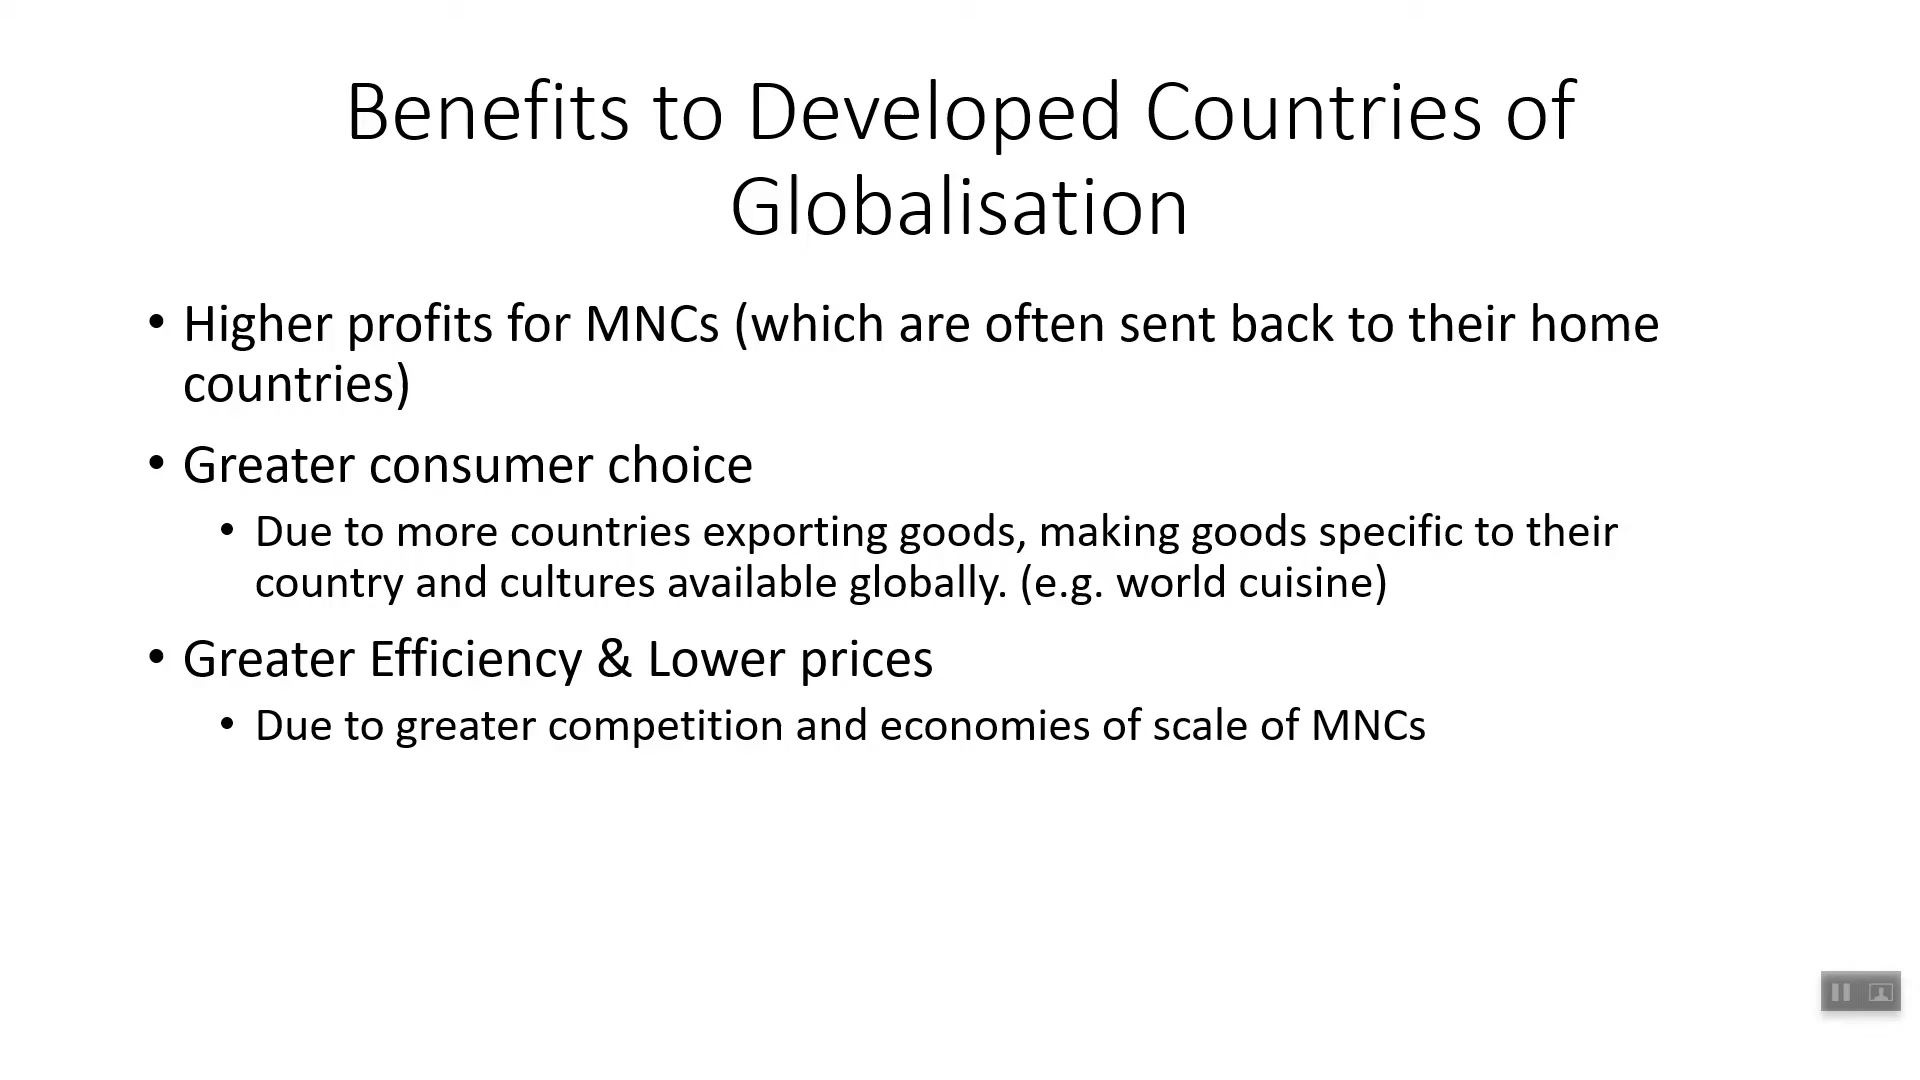 Benefits to Developed Countries of
Globalisation
• Higher profits for MNCs (which are often sent back to their home
countries)
• Greater consumer choice
• Due to more countries exporting goods, making goods specific to their
country and cultures available globally. (e.g. world cuisine)
• Greater Efficiency & Lower prices
• Due to greater competition and economies of scale of MNCs